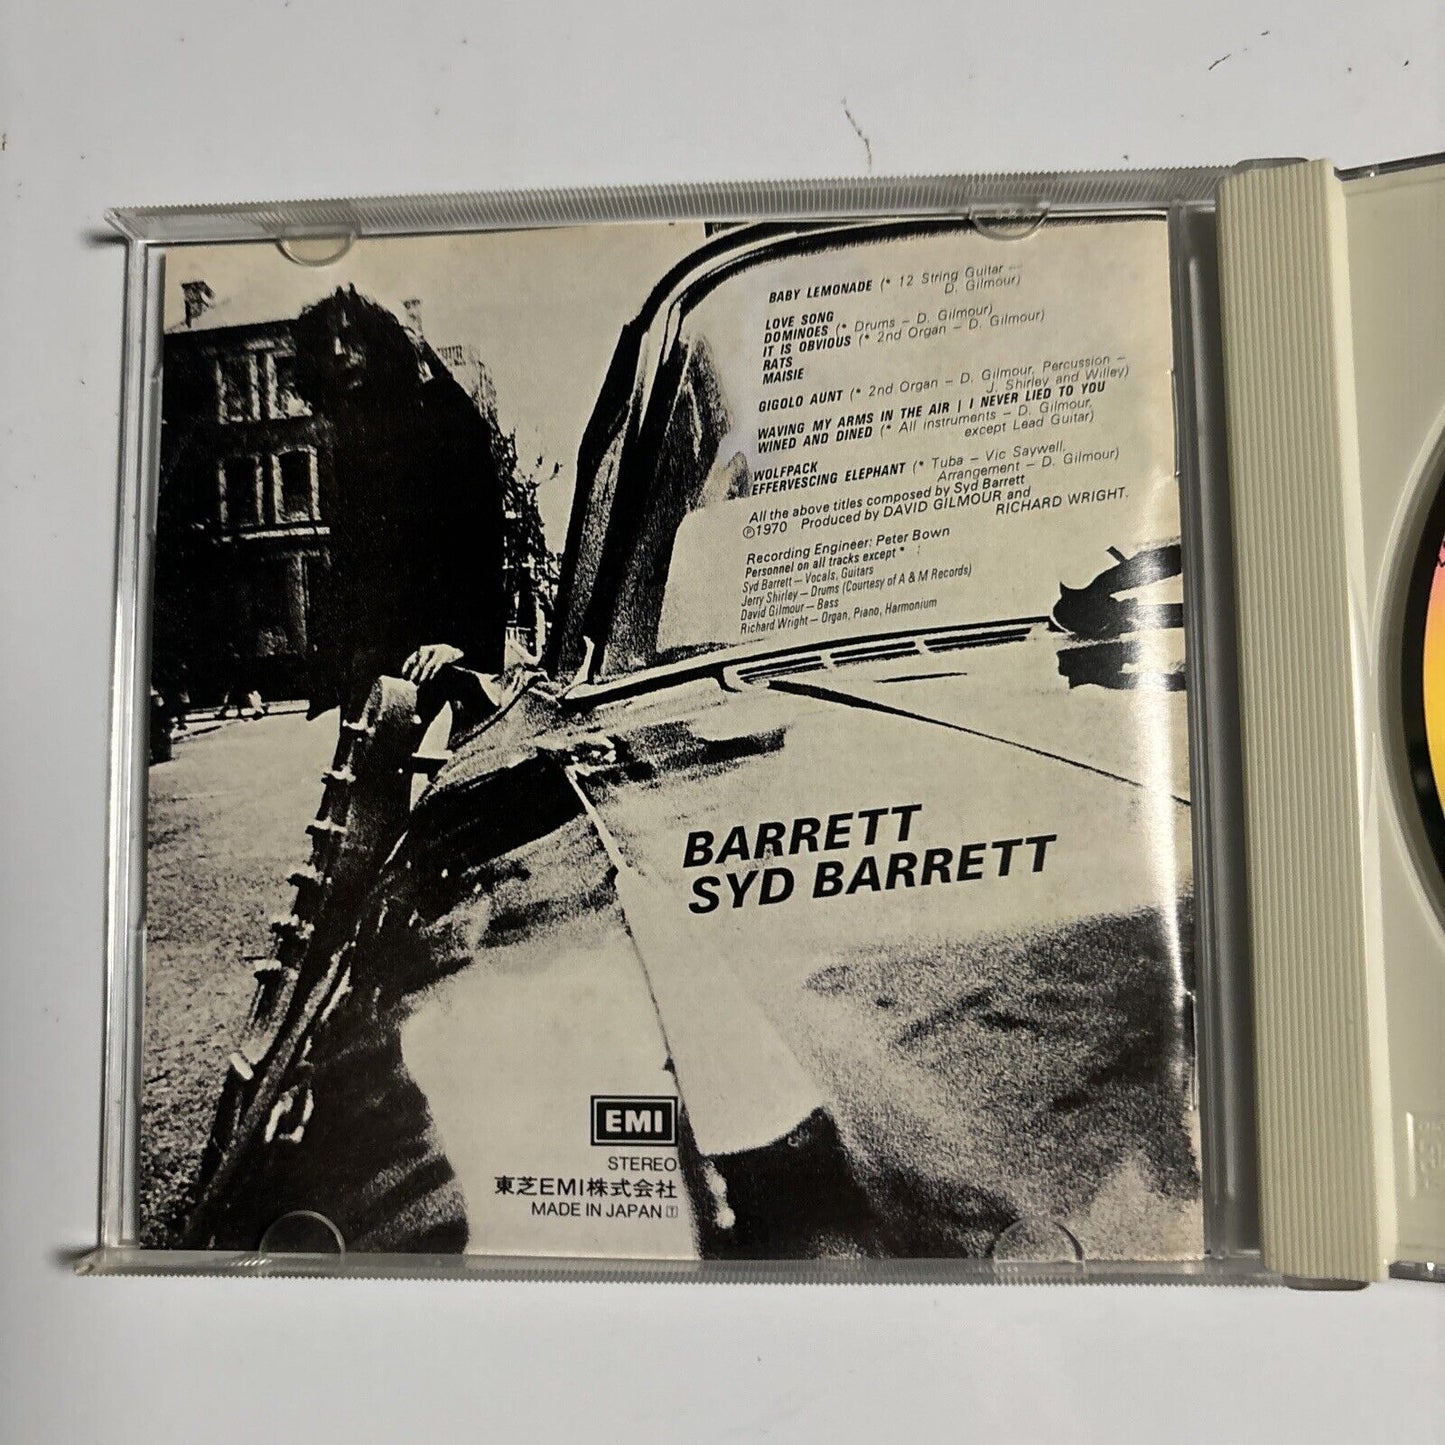 BABY LEMONADE (* 12 String Guitar —
D. Gilmour)
LOVE SONG
DOMINOES (* Drums — D. Gilmour)
IT IS OBVIOUS (* 2nd Organ — D. Gilmour)
RATS
MAISIE
GIGOLO AUNT (* 2nd Organ — D. Gilmour, Percussion —
J. Shirley and Willey)
WAVING MY ARMS IN THE AIR | I NEVER LIED TO YOU
WINED AND DINED (* All instruments — D. Gilmour,
except Lead Guitar)
WOLFPACK
EFFERVESCING ELEPHANT (* Tuba — Vic Saywell,
Arrangement — D. Gilmour)
All the above titles composed by Syd Barrett
℗1970 Produced by DAVID GILMOUR and
RICHARD WRIGHT.
Recording Engineer: Peter Bown
Personnel on all tracks except * :
Syd Barrett — Vocals, Guitars
Jerry Shirley — Drums (Courtesy of A & M Records)
David Gilmour — Bass
Richard Wright — Organ, Piano, Harmonium
BARRETT
SYD BARRETT
EMI
STEREO
東芝EMI株式会社
MADE IN JAPAN Ⓣ